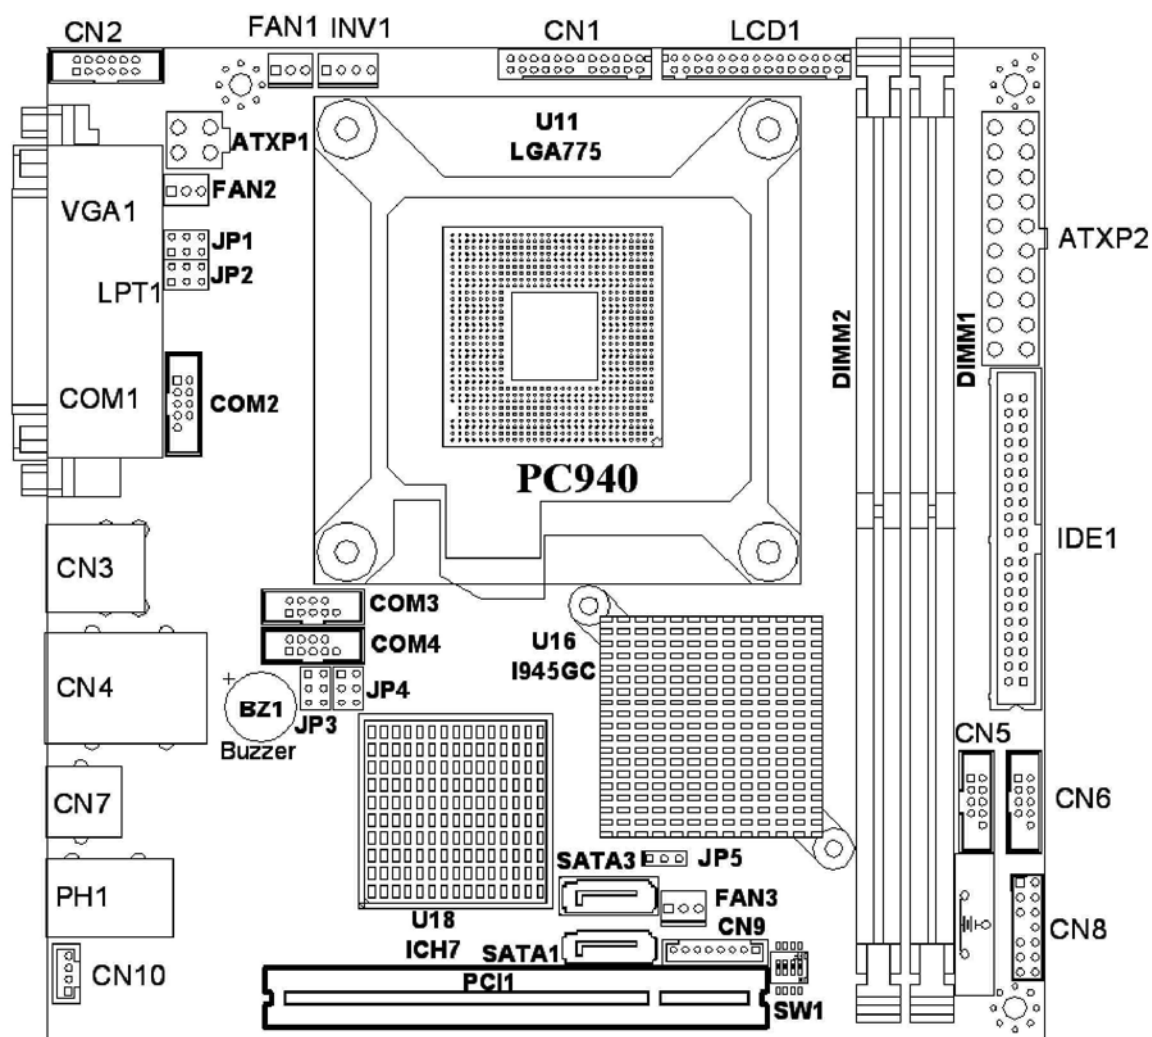 CN2
FAN1
INV1
CN1
LCD1
U11
LGA775
ATXP1
FAN2
VGA1
JP1
JP2
LPT1
ATXP2
COM1
COM2
DIMM2
DIMM1
PC940
IDE1
CN3
COM3
COM4
U16
I945GC
CN4
BZ1
JP4
JP3
Buzzer
CN5
CN7
CN6
SATA3
JP5
PH1
FAN3
U18
CN9
CN8
ICH7
SATA1
CN10
PCI1
SW1